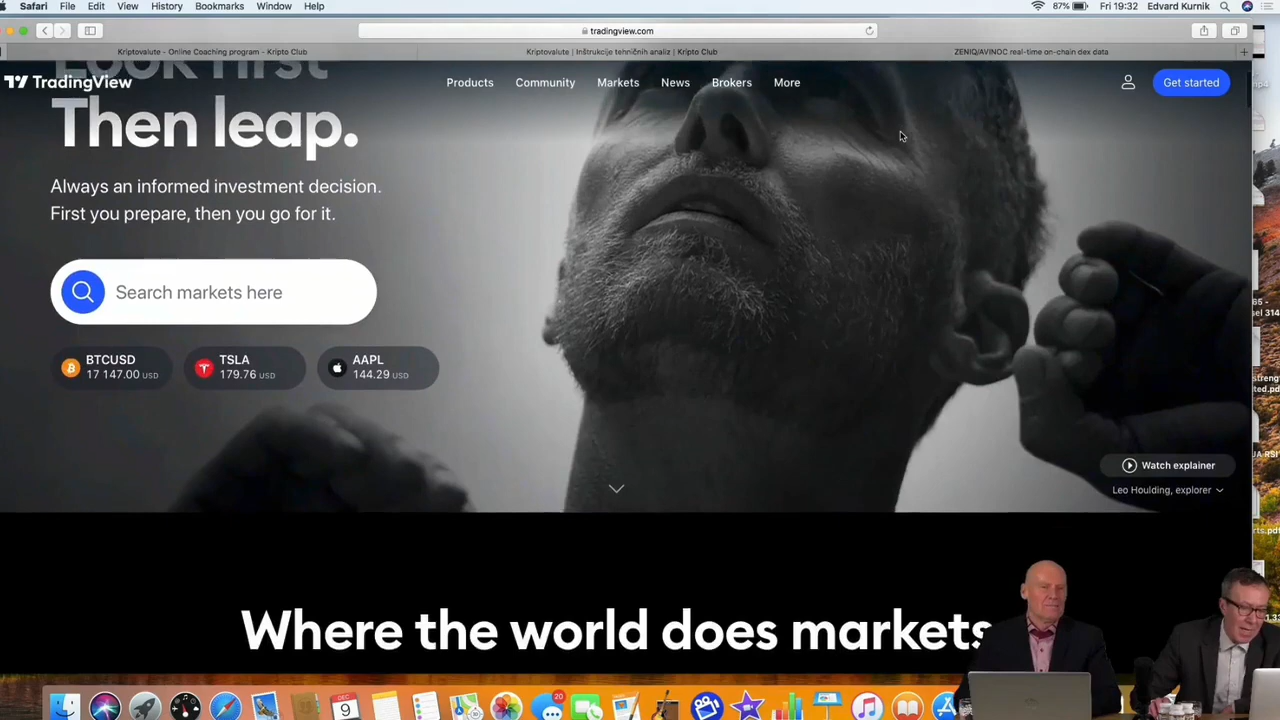 Safari File Edit View History Bookmarks Window Help 87% Fri 19:32 Edvard Kurnik
tradingview.com
Kriptovalute - Online Coaching program - Kripto Club
Kriptovalute | Inštrukcije tehničnih analiz | Kripto Club
ZENIQ/AVINOC real-time on-chain dex data
TradingView
Products Community Markets News Brokers More
Get started
Look first
Then leap.
Always an informed investment decision.
First you prepare, then you go for it.
Search markets here
BTCUSD
17 147.00 USD
TSLA
179.76 USD
AAPL
144.29 USD
Watch explainer
Leo Houlding, explorer
Where the world does markets
DEC
9
20